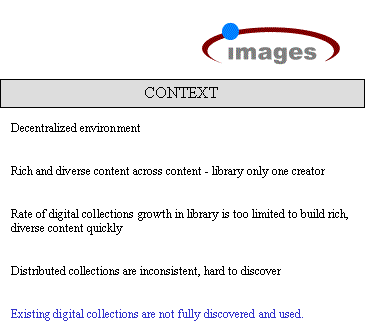 images
CONTEXT
Decentralized environment
Rich and diverse content across content - library only one creator
Rate of digital collections growth in library is too limited to build rich,
diverse content quickly
Distributed collections are inconsistent, hard to discover
Existing digital collections are not fully discovered and used.